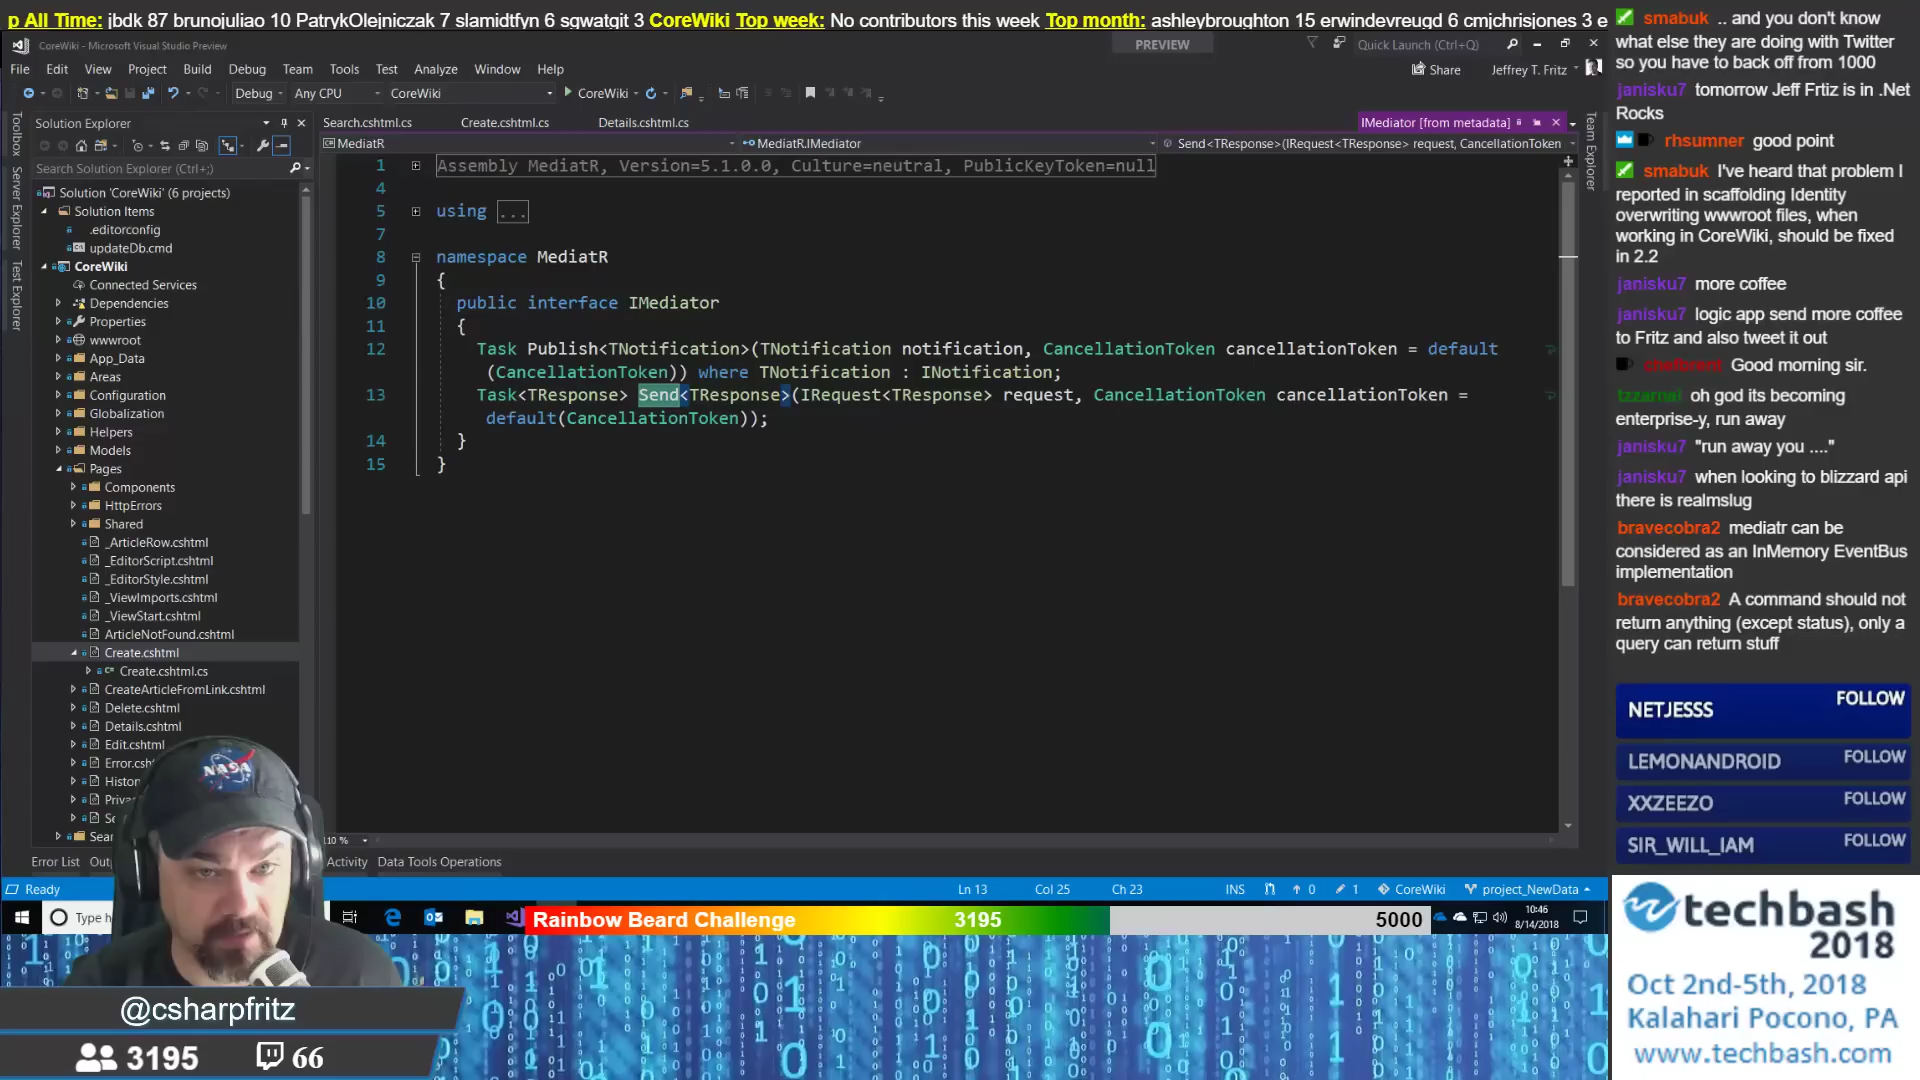 p All Time: jbdk 87 brunojuliao 10 PatrykOlejniczak 7 slamidtfyn 6 sgwatgit 3 CoreWiki Top week: No contributors this week Top month: ashleybroughton 15 erwindevreugd 6 cmjchrisjones 3 e
CoreWiki - Microsoft Visual Studio Preview
PREVIEW
Quick Launch (Ctrl+Q)
File Edit View Project Build Debug Team Tools Test Analyze Window Help
Share
Jeffrey T. Fritz
Debug Any CPU CoreWiki CoreWiki
Toolbox
Server Explorer
Test Explorer
Team Explorer
Solution Explorer
Search Solution Explorer (Ctrl+;)
Solution 'CoreWiki' (6 projects)
Solution Items
.editorconfig
updateDb.cmd
CoreWiki
Connected Services
Dependencies
Properties
wwwroot
App_Data
Areas
Configuration
Globalization
Helpers
Models
Pages
Components
HttpErrors
Shared
_ArticleRow.cshtml
_EditorScript.cshtml
_EditorStyle.cshtml
_ViewImports.cshtml
_ViewStart.cshtml
ArticleNotFound.cshtml
Create.cshtml
Create.cshtml.cs
CreateArticleFromLink.cshtml
Delete.cshtml
Details.cshtml
Edit.cshtml
Error.csh
Histor
Priva
Se
Sear
Search.cshtml.cs Create.cshtml.cs Details.cshtml.cs IMediator [from metadata]
MediatR MediatR.IMediator Send<TResponse>(IRequest<TResponse> request, CancellationToken
1 Assembly MediatR, Version=5.1.0.0, Culture=neutral, PublicKeyToken=null
4
5 using ...
7
8 namespace MediatR
9 {
10 public interface IMediator
11 {
12 Task Publish<TNotification>(TNotification notification, CancellationToken cancellationToken = default
(CancellationToken)) where TNotification : INotification;
13 Task<TResponse> Send<TResponse>(IRequest<TResponse> request, CancellationToken cancellationToken =
default(CancellationToken));
14 }
15 }
110 %
Error List Out Activity Data Tools Operations
Ready Ln 13 Col 25 Ch 23 INS 0 1 CoreWiki project_NewData
Type h
Rainbow Beard Challenge 3195 5000
10:46
8/14/2018
NASA
@csharpfritz
3195 66
smabuk .. and you don't know
what else they are doing with Twitter
so you have to back off from 1000
janisku7 tomorrow Jeff Frtiz is in .Net
Rocks
rhsumner good point
smabuk I've heard that problem I
reported in scaffolding Identity
overwriting wwwroot files, when
working in CoreWiki, should be fixed
in 2.2
janisku7 more coffee
janisku7 logic app send more coffee
to Fritz and also tweet it out
Good morning sir.
tzzarnal oh god its becoming
enterprise-y, run away
janisku7 "run away you ...."
janisku7 when looking to blizzard api
there is realmslug
bravecobra2 mediatr can be
considered as an InMemory EventBus
implementation
bravecobra2 A command should not
return anything (except status), only a
query can return stuff
NETJESSS FOLLOW
LEMONANDROID FOLLOW
XXZEEZO FOLLOW
SIR_WILL_IAM FOLLOW
techbash
2018
Oct 2nd-5th, 2018
Kalahari Pocono, PA
www.techbash.com